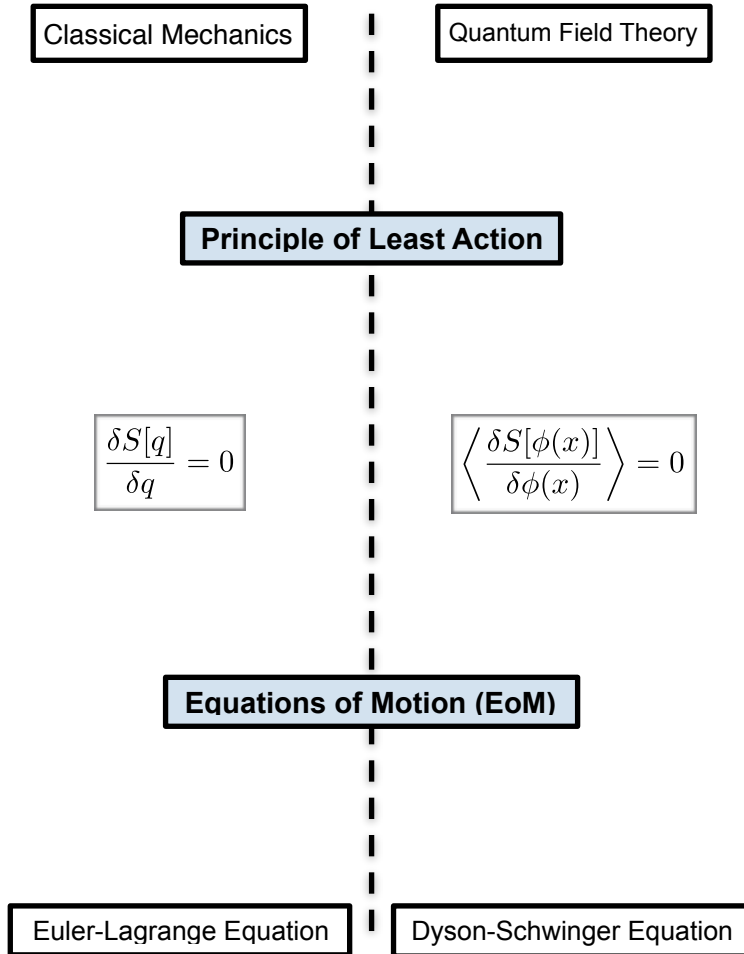 Classical Mechanics
Quantum Field Theory
Principle of Least Action
δS[q]/δq = 0
⟨δS[ϕ(x)]/δϕ(x)⟩ = 0
Equations of Motion (EoM)
Euler-Lagrange Equation
Dyson-Schwinger Equation